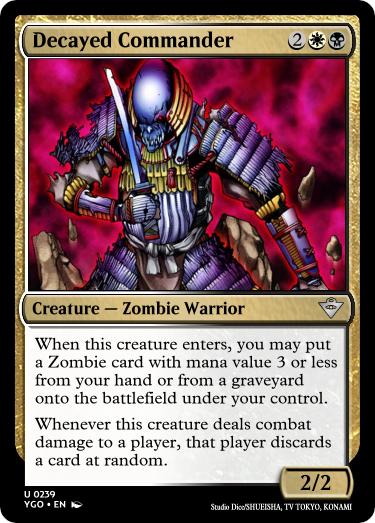 Decayed Commander 2
Creature — Zombie Warrior
When this creature enters, you may put
a Zombie card with mana value 3 or less
from your hand or from a graveyard
onto the battlefield under your control.
Whenever this creature deals combat
damage to a player, that player discards
a card at random.
2/2
U 0239
YGO • EN
Studio Dice/SHUEISHA, TV TOKYO, KONAMI